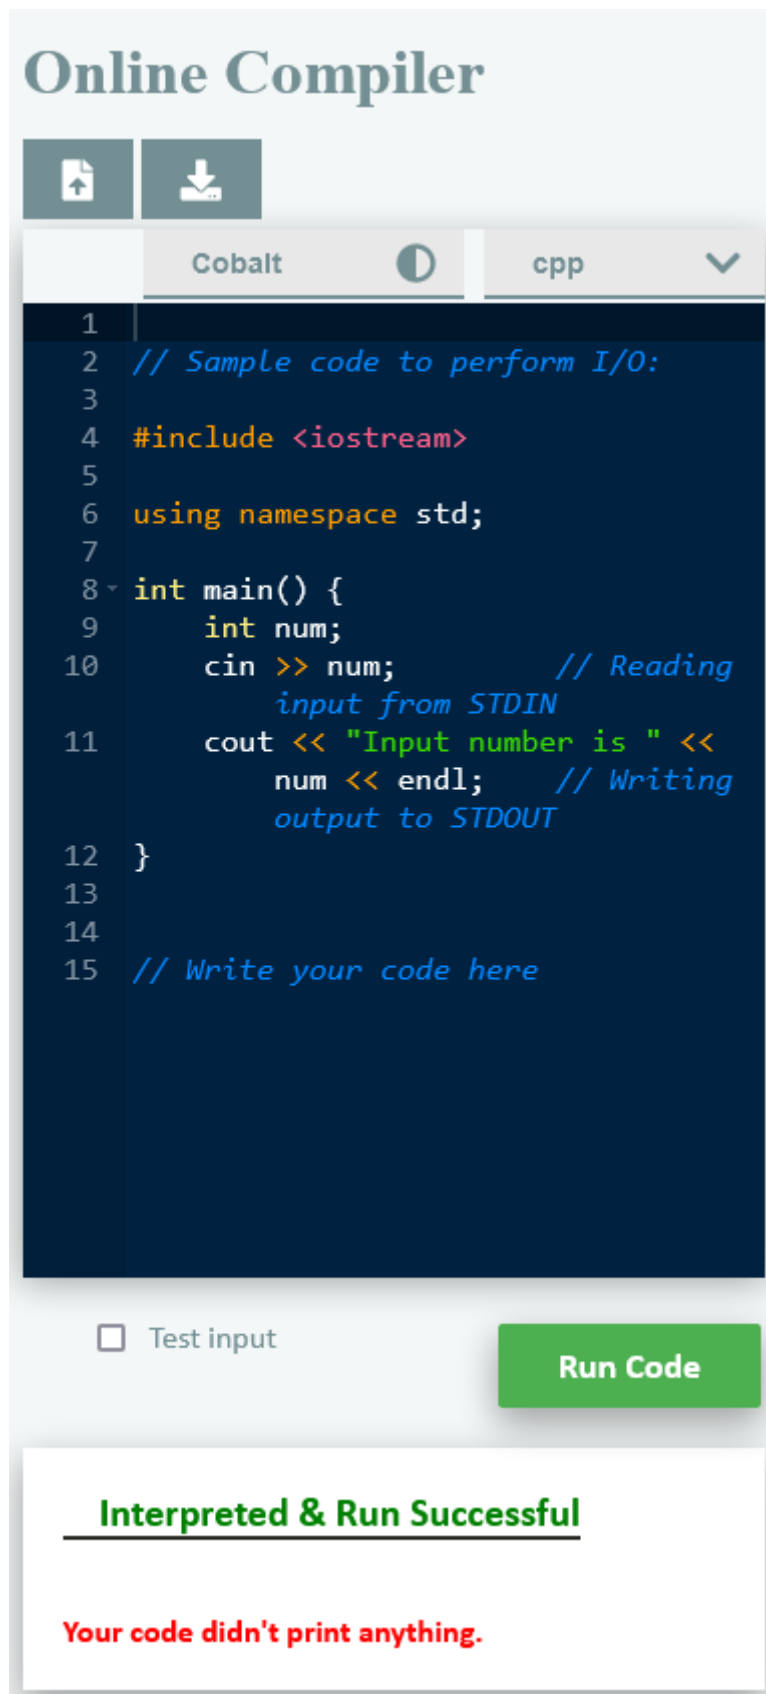 Online Compiler
Cobalt cpp
1
2 // Sample code to perform I/O:
3
4 #include <iostream>
5
6 using namespace std;
7
8 int main() {
9 int num;
10 cin >> num; // Reading
input from STDIN
11 cout << "Input number is " <<
num << endl; // Writing
output to STDOUT
12 }
13
14
15 // Write your code here
Test input
Run Code
Interpreted & Run Successful
Your code didn't print anything.